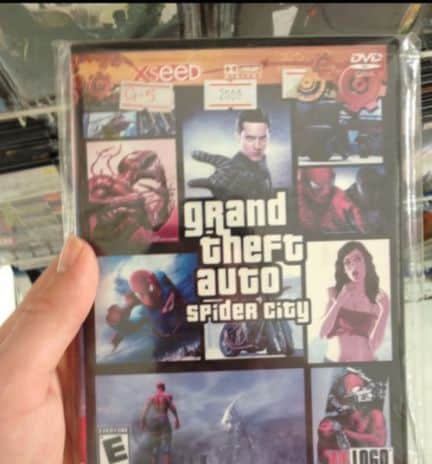 XSEED
DVD
grand
theft
auto
SPIDER City
E
LOGO